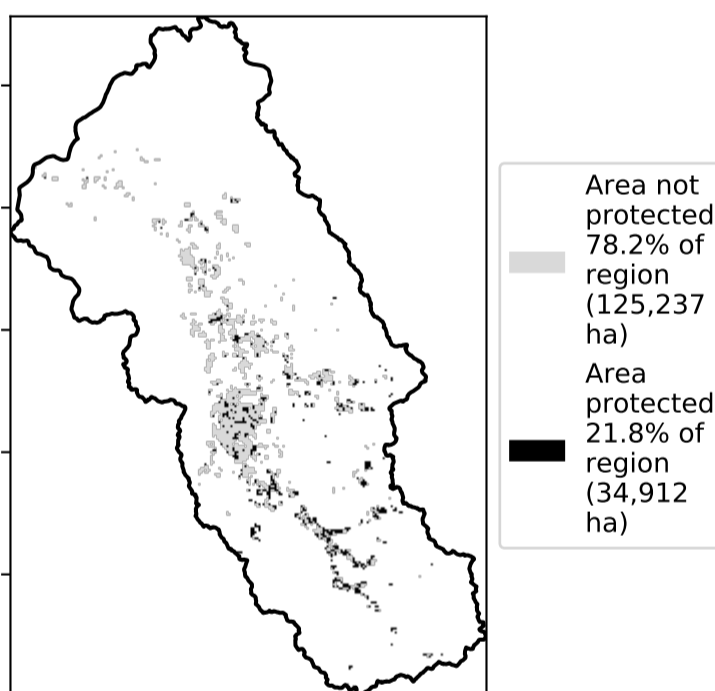 Area not
protected
78.2% of
region
(125,237
ha)
Area
protected
21.8% of
region
(34,912
ha)